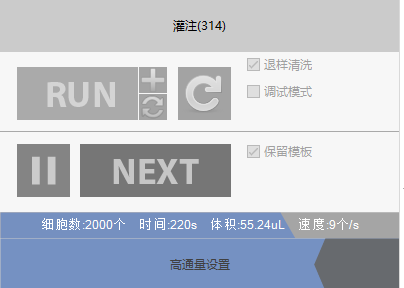 灌注(314)
RUN
退样清洗
调试模式
NEXT
保留模板
细胞数:2000个 时间:220s 体积:55.24uL 速度:9个/s
高通量设置